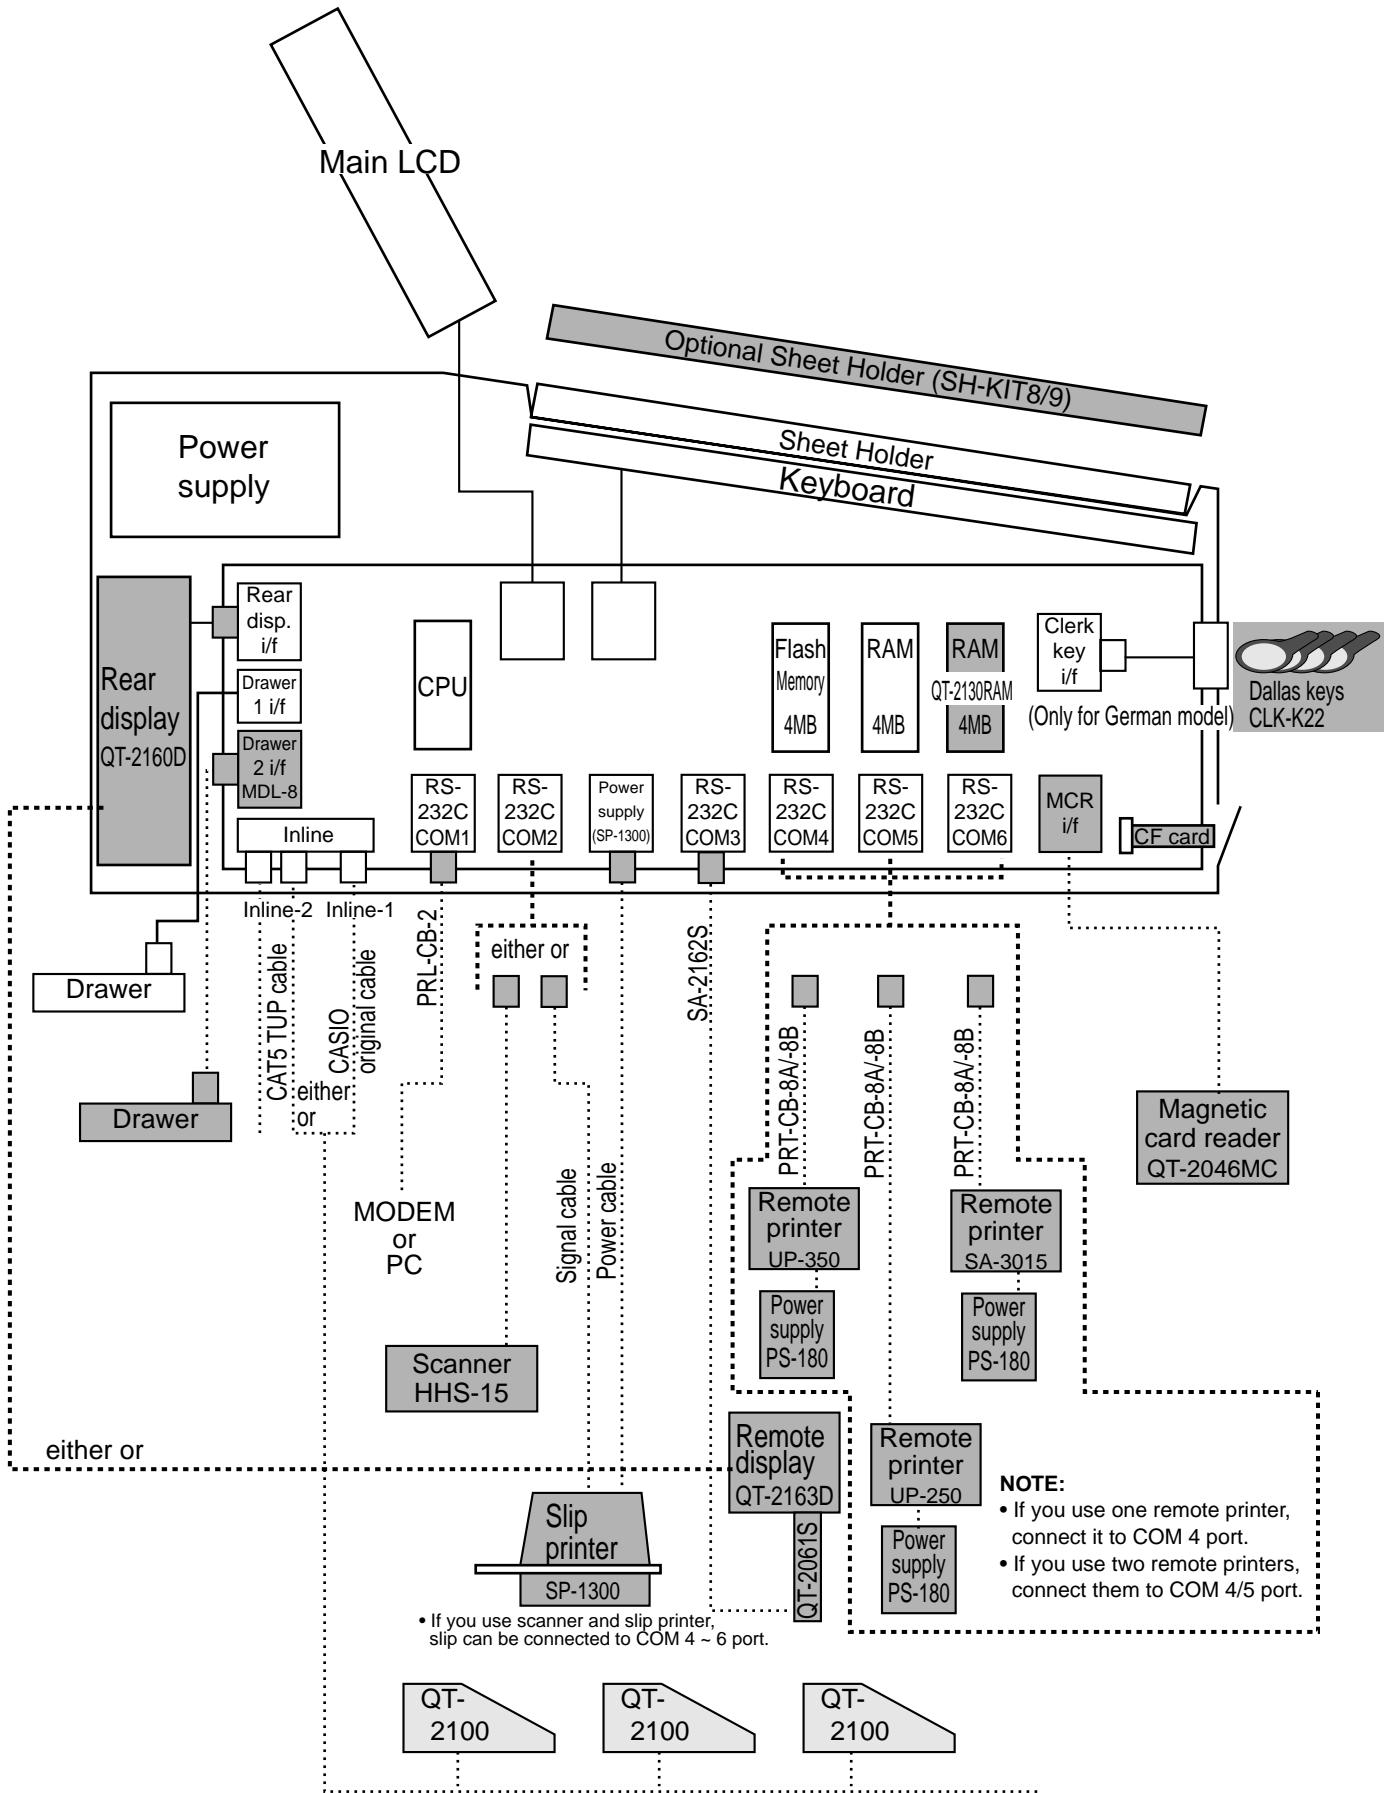 Main LCD
Optional Sheet Holder (SH-KIT8/9)
Sheet Holder
Keyboard
Power
supply
Rear
display
QT-2160D
Rear
disp.
i/f
Drawer
1 i/f
Drawer
2 i/f
MDL-8
CPU
Flash
Memory
4MB
RAM
4MB
RAM
QT-2130RAM
4MB
Clerk
key
i/f
(Only for German model)
Dallas keys
CLK-K22
Inline
RS-
232C
COM1
RS-
232C
COM2
Power
supply
(SP-1300)
RS-
232C
COM3
RS-
232C
COM4
RS-
232C
COM5
RS-
232C
COM6
MCR
i/f
CF card
Inline-2
Inline-1
Drawer
Drawer
CAT5 TUP cable
either
or
CASIO
original cable
PRL-CB-2
either or
SA-2162S
PRT-CB-8A/-8B
PRT-CB-8A/-8B
PRT-CB-8A/-8B
Magnetic
card reader
QT-2046MC
MODEM
or
PC
Signal cable
Power cable
Remote
printer
UP-350
Power
supply
PS-180
Remote
printer
SA-3015
Power
supply
PS-180
Scanner
HHS-15
either or
Remote
display
QT-2163D
QT-2061S
Remote
printer
UP-250
Power
supply
PS-180
NOTE:
• If you use one remote printer,
connect it to COM 4 port.
• If you use two remote printers,
connect them to COM 4/5 port.
Slip
printer
SP-1300
• If you use scanner and slip printer,
slip can be connected to COM 4 ~ 6 port.
QT-
2100
QT-
2100
QT-
2100